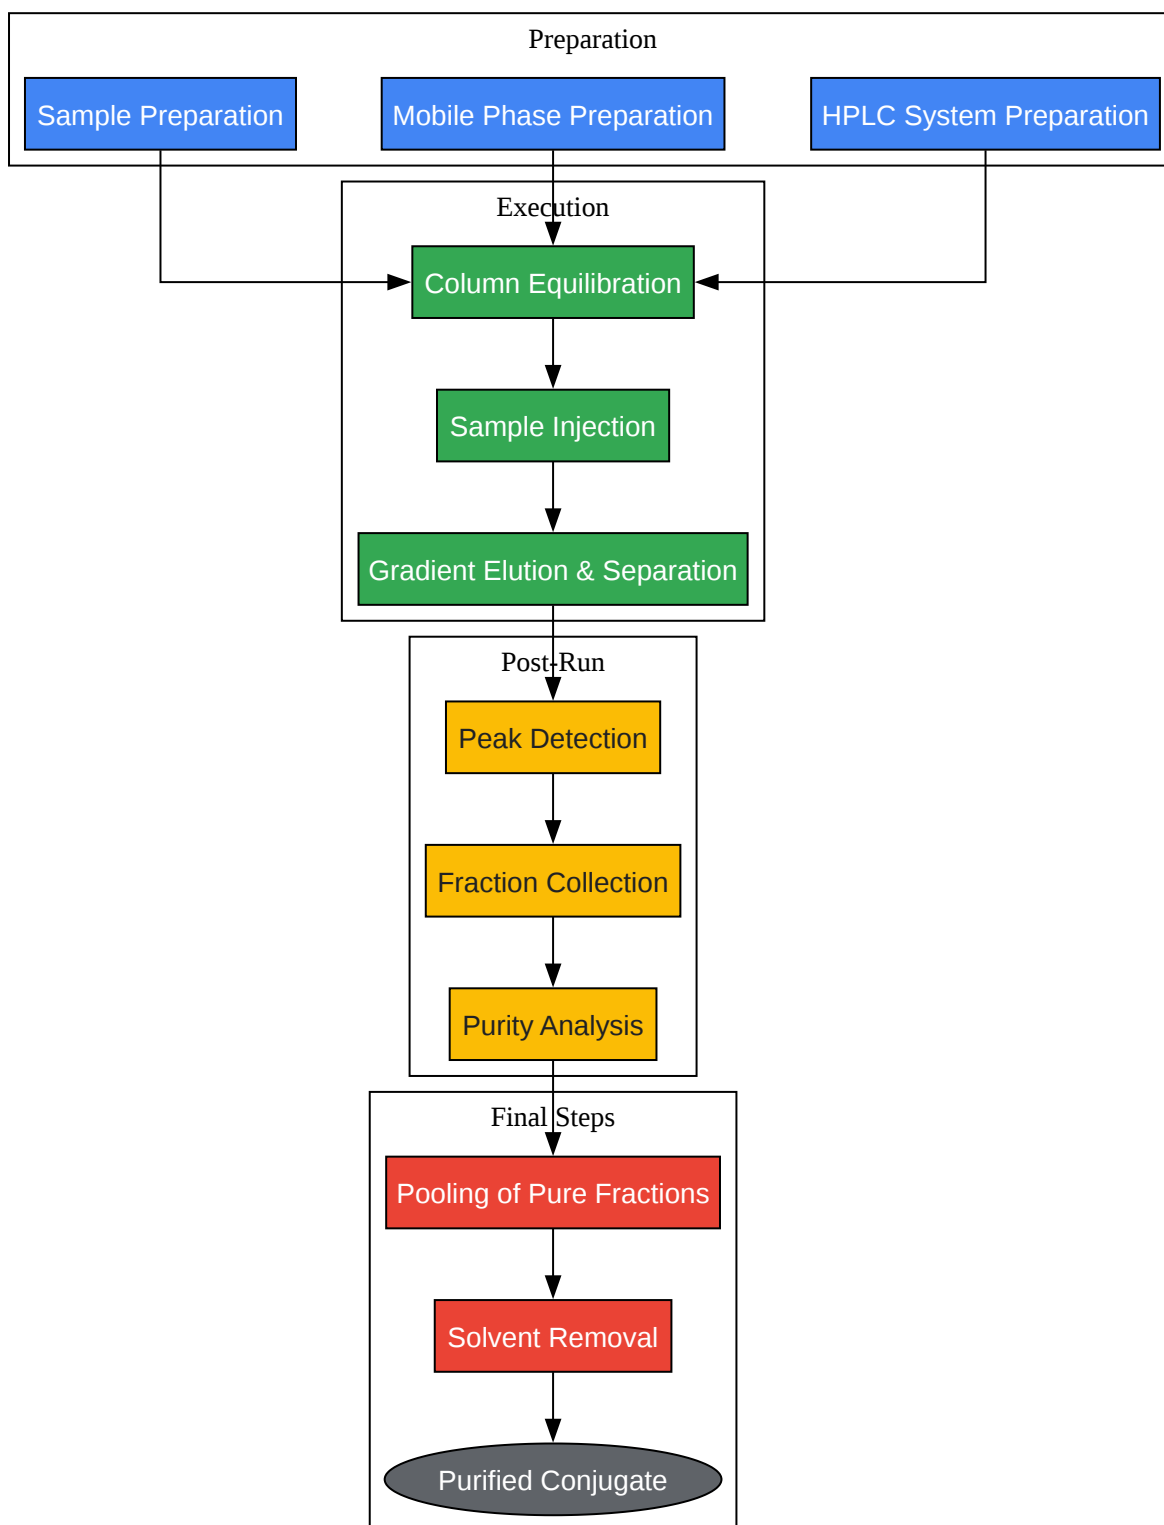 Preparation
Sample Preparation
Mobile Phase Preparation
HPLC System Preparation
Execution
Column Equilibration
Sample Injection
Gradient Elution & Separation
Post-Run
Peak Detection
Fraction Collection
Purity Analysis
Final Steps
Pooling of Pure Fractions
Solvent Removal
Purified Conjugate